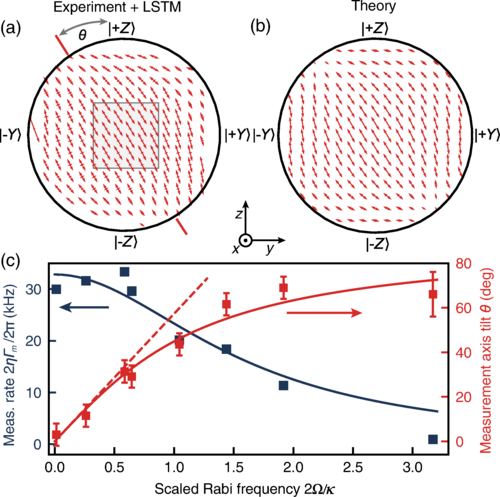 Experiment + LSTM
Theory
(a)
θ
|+Z⟩
(b)
|+Z⟩
|-Y⟩
|+Y⟩
|-Y⟩
|+Y⟩
|-Z⟩
z
x
y
|-Z⟩
(c)
Meas. rate 2ηΓm/2π (kHz)
30
20
10
0
80
60
40
20
0
Measurement axis tilt θ (deg)
0.0 0.5 1.0 1.5 2.0 2.5 3.0
Scaled Rabi frequency 2Ω/κ